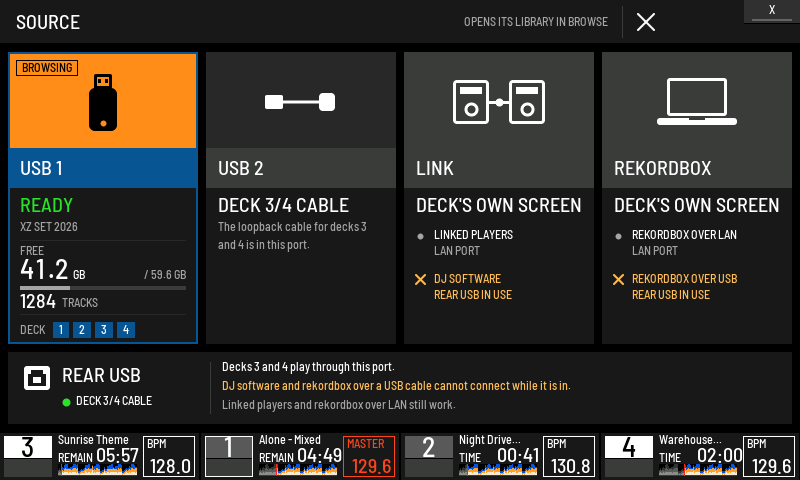 SOURCE
OPENS ITS LIBRARY IN BROWSE
X
BROWSING
USB 1
READY
XZ SET 2026
FREE
41.2 GB / 59.6 GB
1284 TRACKS
DECK 1 2 3 4
USB 2
DECK 3/4 CABLE
The loopback cable for decks 3
and 4 is in this port.
LINK
DECK'S OWN SCREEN
LINKED PLAYERS
LAN PORT
DJ SOFTWARE
REAR USB IN USE
REKORDBOX
DECK'S OWN SCREEN
REKORDBOX OVER LAN
LAN PORT
REKORDBOX OVER USB
REAR USB IN USE
REAR USB
DECK 3/4 CABLE
Decks 3 and 4 play through this port.
DJ software and rekordbox over a USB cable cannot connect while it is in.
Linked players and rekordbox over LAN still work.
3
Sunrise Theme
REMAIN 05:57
BPM
128.0
1
Alone - Mixed
REMAIN 04:49
MASTER
129.6
2
Night Drive...
TIME 00:41
BPM
130.8
4
Warehouse...
TIME 02:00
BPM
129.6